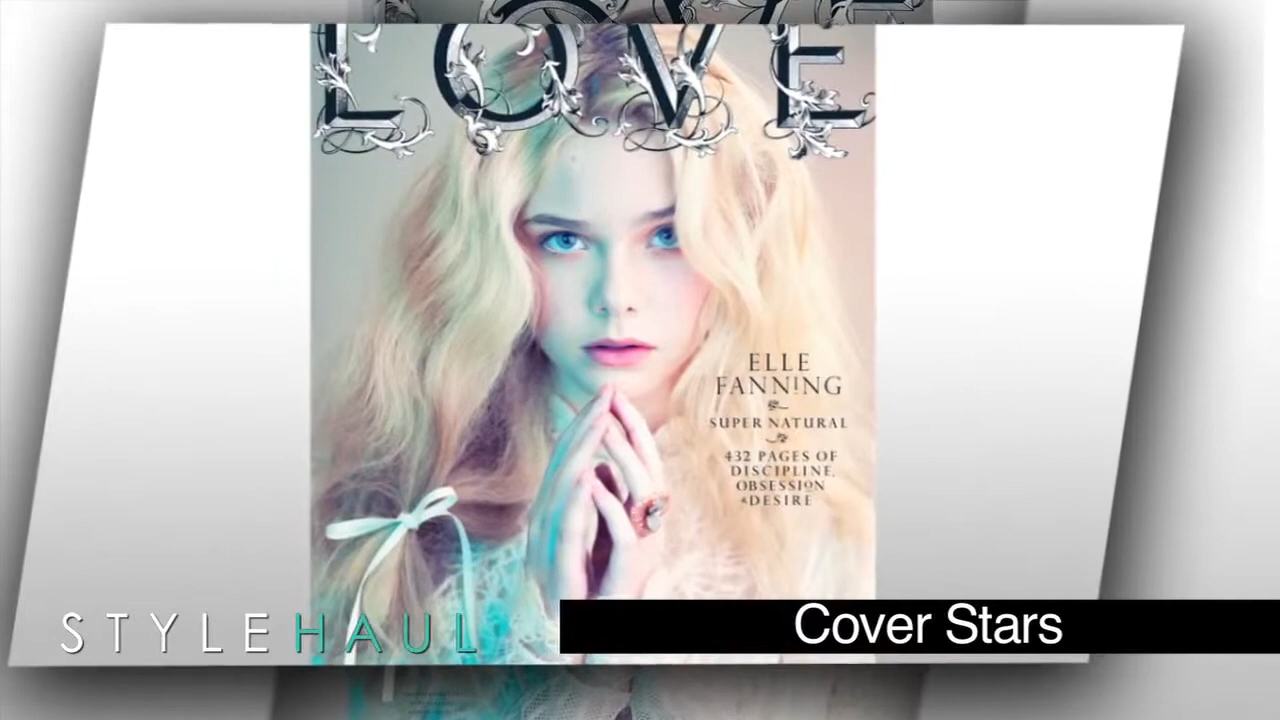 LOVE
ELLE
FANNING
SUPER NATURAL
432 PAGES OF
DISCIPLINE,
OBSESSION
&DESIRE
STYLEHAUL
Cover Stars